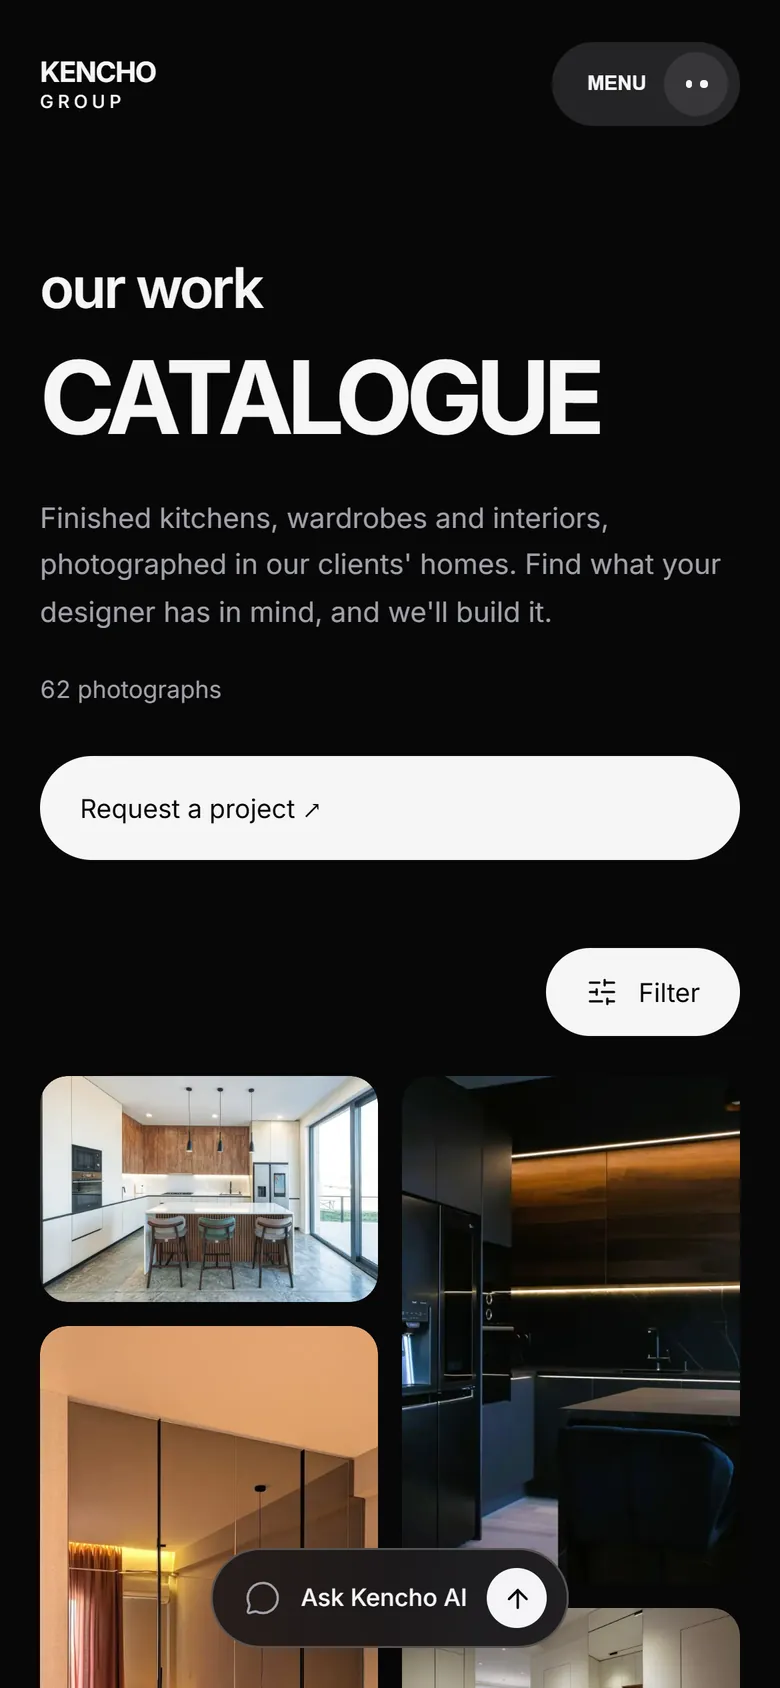 KENCHO
GROUP
MENU
our work
CATALOGUE
Finished kitchens, wardrobes and interiors,
photographed in our clients' homes. Find what your
designer has in mind, and we'll build it.
62 photographs
Request a project ↗
Filter
Ask Kencho AI